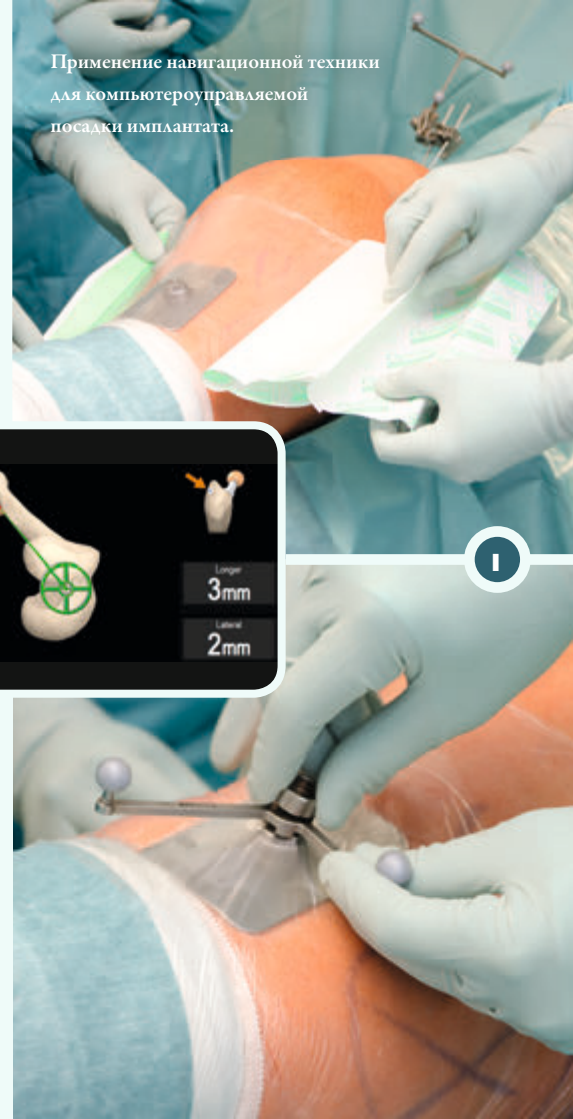 Применение навигационной техники
для компьютероуправляемой
посадки имплантата.
Longer
3mm
Lateral
2mm
I